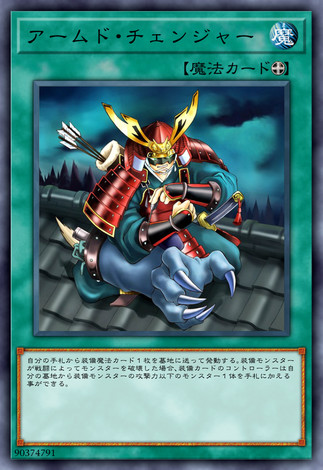 アームド・チェンジャー
魔
【魔法カード】
自分の手札から装備魔法カード１枚を墓地に送って発動する。装備モンスター
が戦闘によってモンスターを破壊した場合、装備カードのコントローラーは自
分の墓地から装備モンスターの攻撃力以下のモンスター１体を手札に加える
事ができる。
90374791